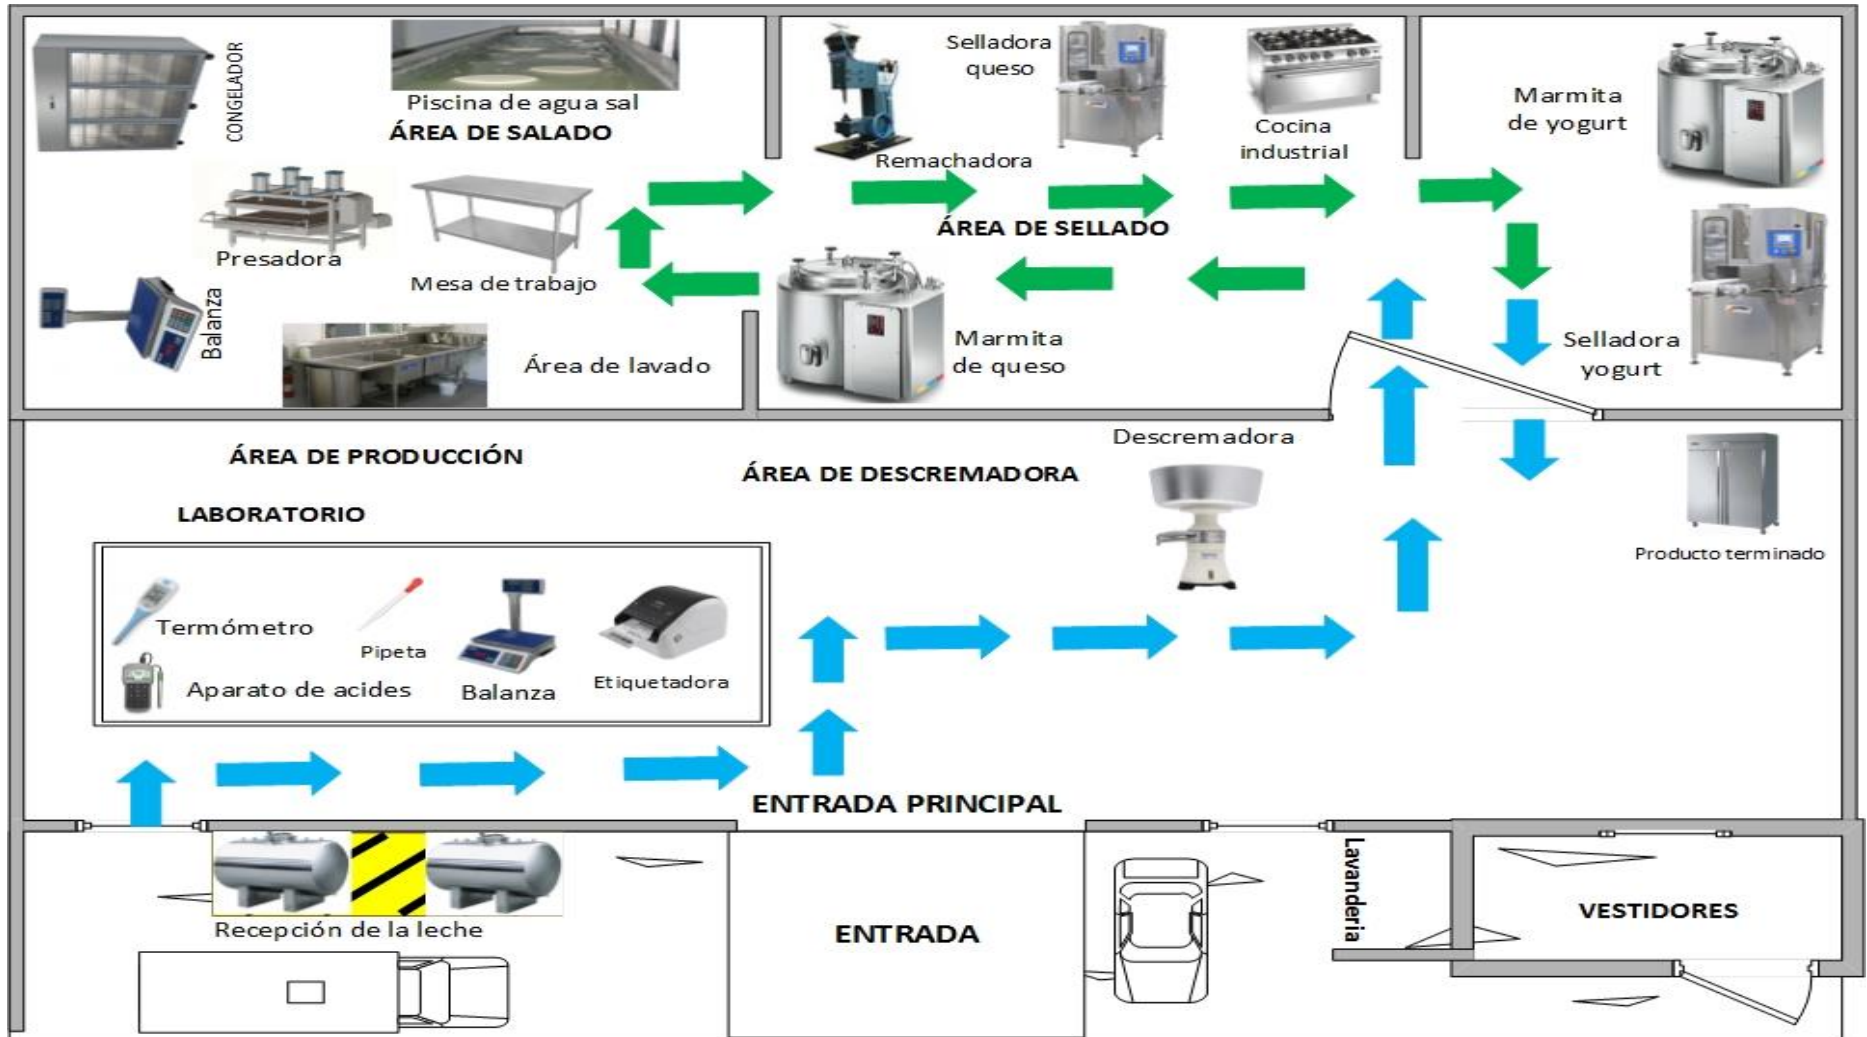 CONGELADOR
Piscina de agua sal
ÁREA DE SALADO
Presadora
Mesa de trabajo
Balanza
Área de lavado
Selladora
queso
Remachadora
Cocina
industrial
ÁREA DE SELLADO
Marmita
de queso
Marmita
de yogurt
Selladora
yogurt
ÁREA DE PRODUCCIÓN
ÁREA DE DESCREMADORA
Descremadora
LABORATORIO
Termómetro
Pipeta
Aparato de acides
Balanza
Etiquetadora
Producto terminado
ENTRADA PRINCIPAL
Recepción de la leche
ENTRADA
Lavanderia
VESTIDORES